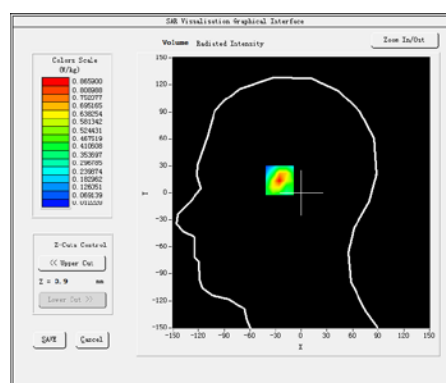 SAR Visualisation Graphical Interface
Volume Radiated Intensity
Zoom In/Out
Colors Scale
(W/kg)
0.865900
0.808988
0.752077
0.695165
0.638254
0.581342
0.524431
0.467519
0.410608
0.353697
0.296785
0.239874
0.182962
0.126051
0.069139
Z-Cuts Control
<< Upper Cut
Z = 3.9 mm
Lower Cut >>
SAVE Cancel
150
120
90
60
30
Y
0
-30
-60
-90
-120
-150
-150 -120 -90 -60 -30 0 30 60 90 120 150
X